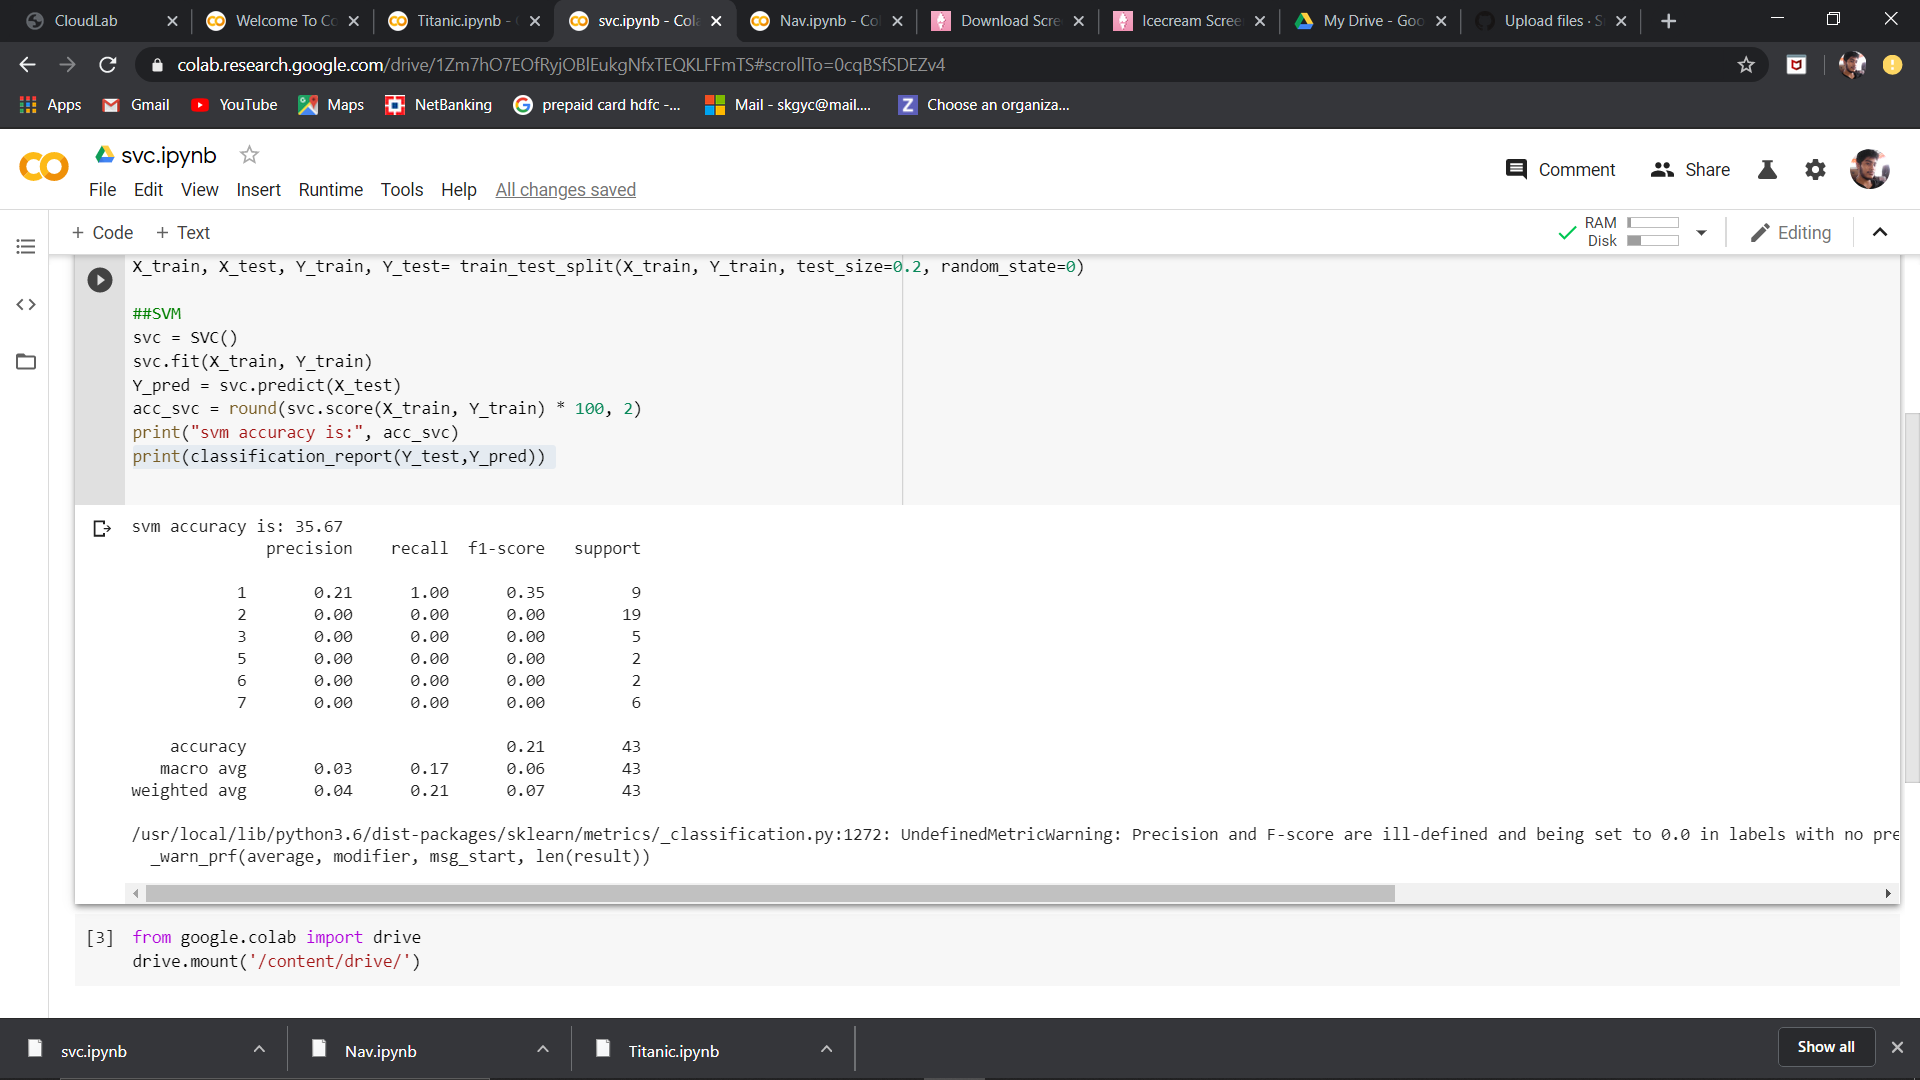 CloudLab
Welcome To Co
Titanic.ipynb -
svc.ipynb - Cola
Nav.ipynb - Co
Download Scre
Icecream Scree
My Drive - Goo
Upload files · S
colab.research.google.com/drive/1Zm7hO7EOfRyjOBlEukgNfxTEQKLFFmTS#scrollTo=0cqBSfSDEZv4
Apps
Gmail
YouTube
Maps
NetBanking
prepaid card hdfc -...
Mail - skgyc@mail....
Choose an organiza...
svc.ipynb
Comment
Share
File Edit View Insert Runtime Tools Help All changes saved
+ Code + Text
RAM
Disk
Editing
X_train, X_test, Y_train, Y_test= train_test_split(X_train, Y_train, test_size=0.2, random_state=0)
##SVM
svc = SVC()
svc.fit(X_train, Y_train)
Y_pred = svc.predict(X_test)
acc_svc = round(svc.score(X_train, Y_train) * 100, 2)
print("svm accuracy is:", acc_svc)
print(classification_report(Y_test,Y_pred))
svm accuracy is: 35.67
precision recall f1-score support
1 0.21 1.00 0.35 9
2 0.00 0.00 0.00 19
3 0.00 0.00 0.00 5
5 0.00 0.00 0.00 2
6 0.00 0.00 0.00 2
7 0.00 0.00 0.00 6
accuracy 0.21 43
macro avg 0.03 0.17 0.06 43
weighted avg 0.04 0.21 0.07 43
/usr/local/lib/python3.6/dist-packages/sklearn/metrics/_classification.py:1272: UndefinedMetricWarning: Precision and F-score are ill-defined and being set to 0.0 in labels with no pre
_warn_prf(average, modifier, msg_start, len(result))
[3] from google.colab import drive
drive.mount('/content/drive/')
svc.ipynb
Nav.ipynb
Titanic.ipynb
Show all